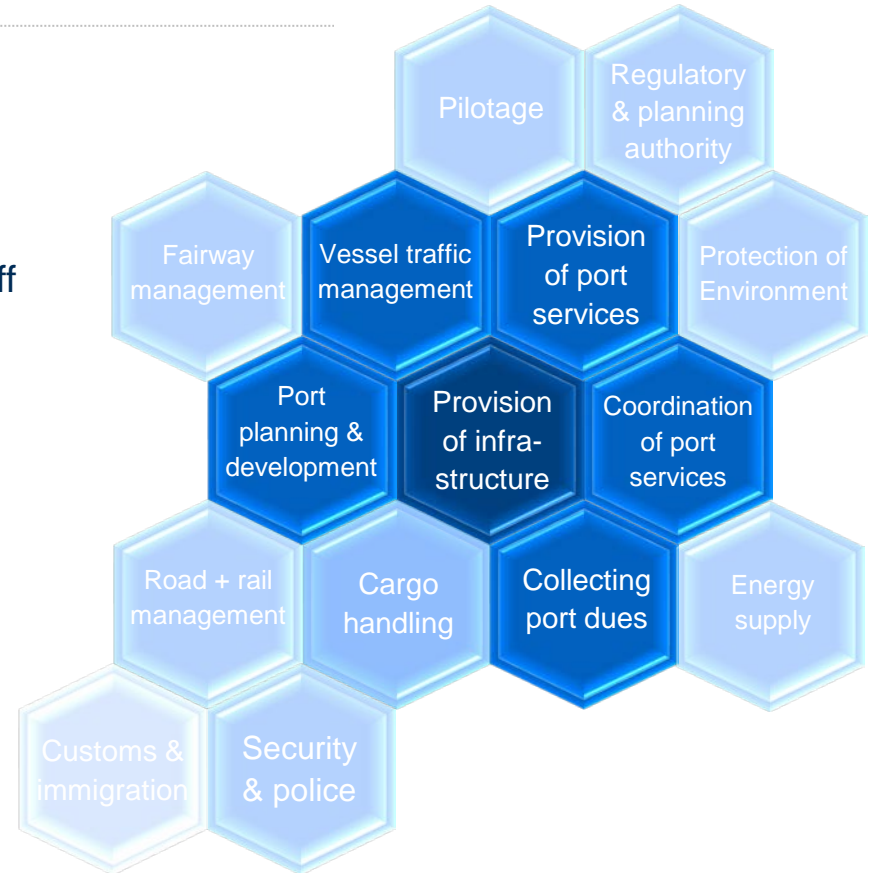 Pilotage
Regulatory
& planning
authority
Fairway
management
Vessel traffic
management
Provision
of port
services
Protection of
Environment
ff
Port
planning &
development
Provision
of infra-
structure
Coordination
of port
services
Road + rail
management
Cargo
handling
Collecting
port dues
Energy
supply
Customs &
immigration
Security
& police